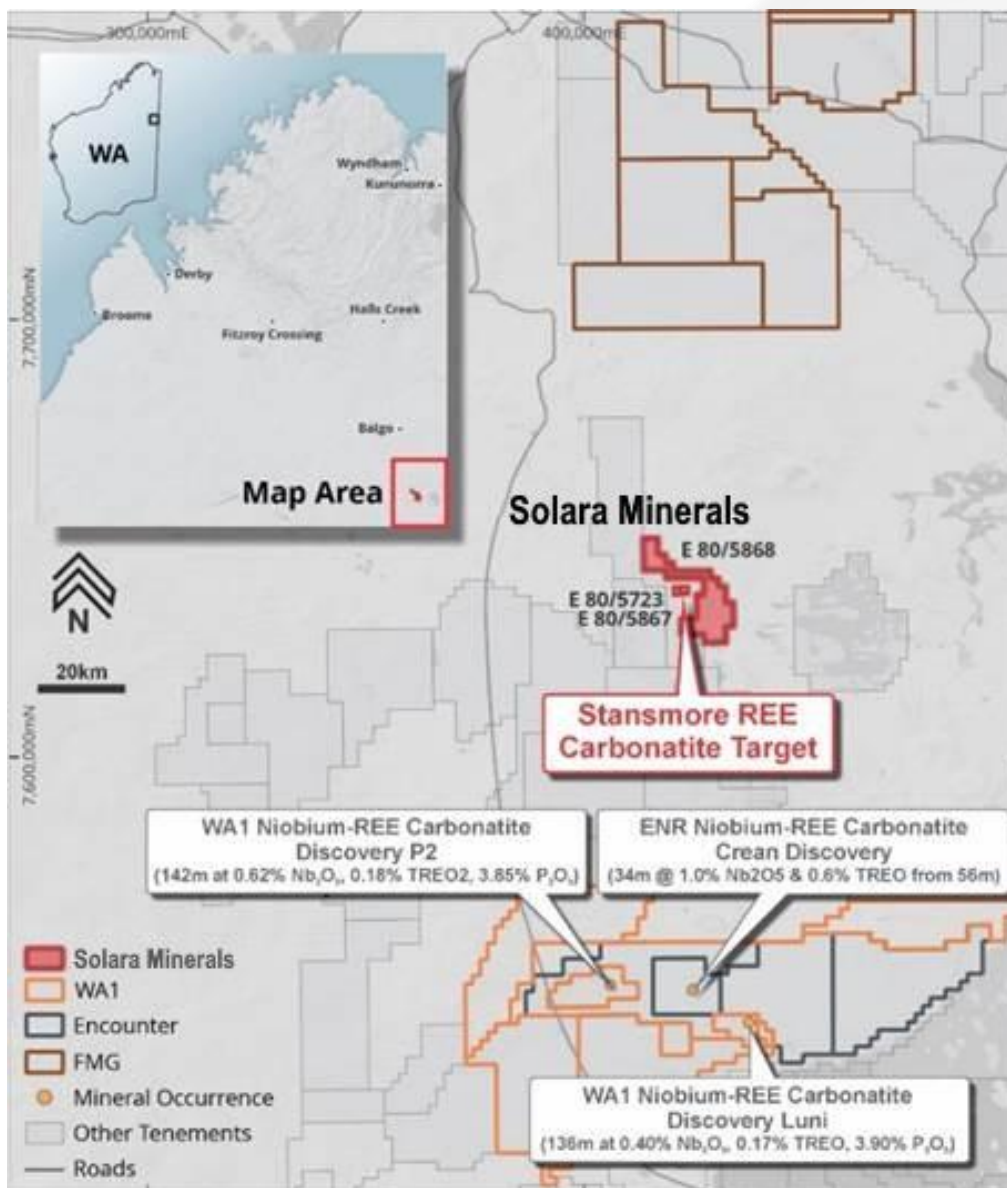 300,000mE
400,000mE
WA
Wyndham
Kununurra
Derby
Broome
Halls Creek
Fitzroy Crossing
7,700,000mN
Balgo
Map Area
Solara Minerals
E 80/5868
E 80/5723
E 80/5867
N
20km
Stansmore REE
Carbonatite Target
7,600,000mN
WA1 Niobium-REE Carbonatite
Discovery P2
(142m at 0.62% Nb₂O₅, 0.18% TREO2, 3.85% P₂O₅)
ENR Niobium-REE Carbonatite
Crean Discovery
(34m @ 1.0% Nb2O5 & 0.6% TREO from 56m)
Solara Minerals
WA1
Encounter
FMG
Mineral Occurrence
Other Tenements
Roads
WA1 Niobium-REE Carbonatite
Discovery Luni
(136m at 0.40% Nb₂O₅, 0.17% TREO, 3.90% P₂O₅)